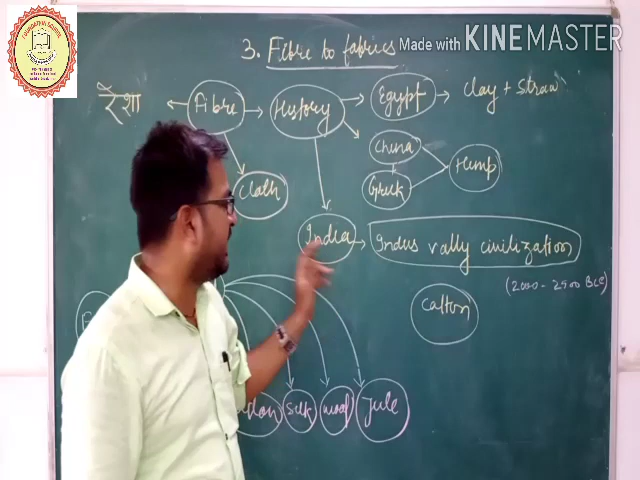 Made with KINEMASTER
3. Fibre to fabrics
रेशा ← Fibre → History → Egypt → Clay + Straw
China
Hemp
Greek
Cloth
India → Indus vally civilization
(2000 - 2500 BCE)
Cotton
Silk
Jute